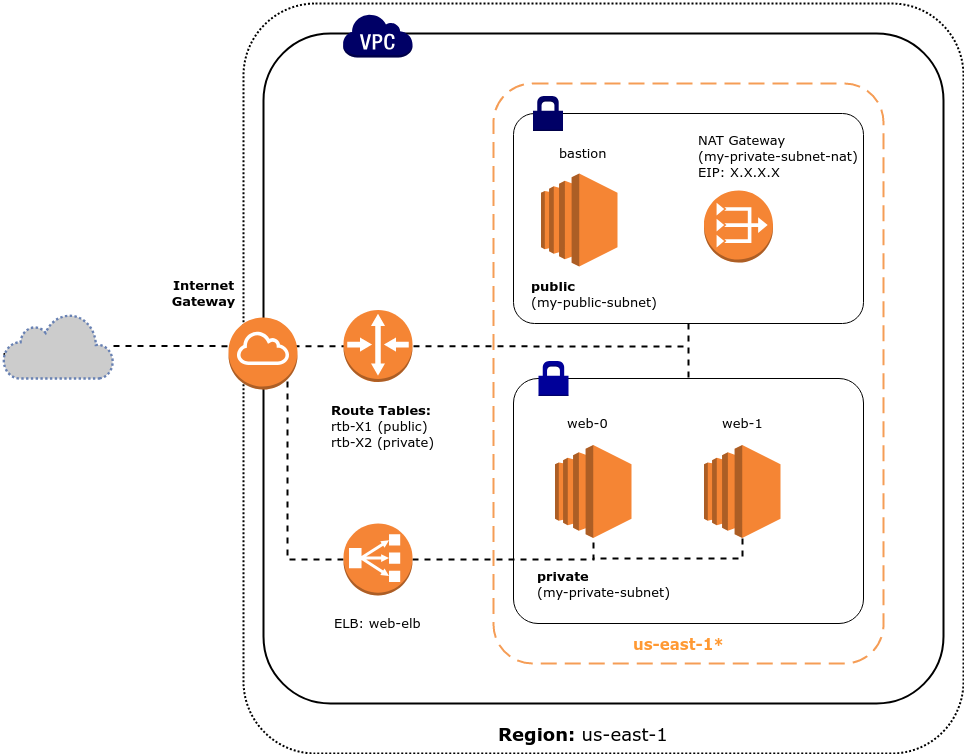 VPC
bastion
NAT Gateway
(my-private-subnet-nat)
EIP: X.X.X.X
public
(my-public-subnet)
Internet
Gateway
Route Tables:
rtb-X1 (public)
rtb-X2 (private)
web-0
web-1
private
(my-private-subnet)
ELB: web-elb
us-east-1*
Region: us-east-1